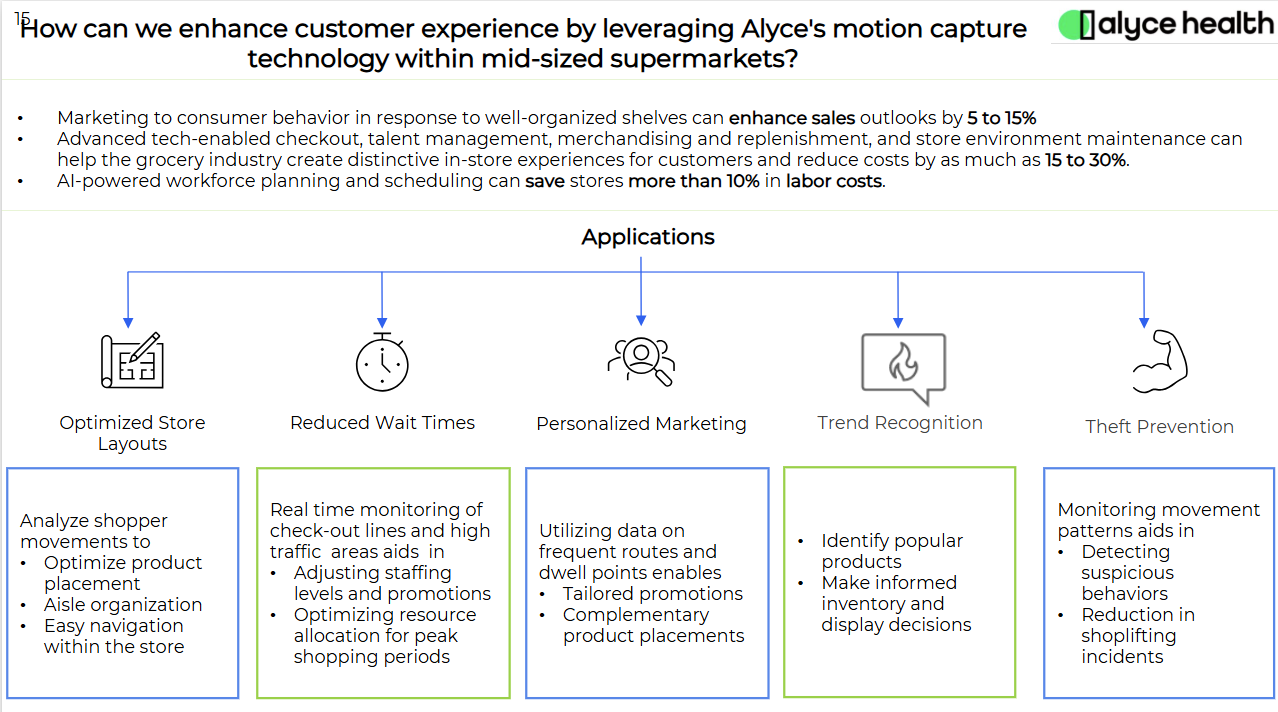 15
How can we enhance customer experience by leveraging Alyce's motion capture
technology within mid-sized supermarkets?
alyce health
• Marketing to consumer behavior in response to well-organized shelves can enhance sales outlooks by 5 to 15%
• Advanced tech-enabled checkout, talent management, merchandising and replenishment, and store environment maintenance can
help the grocery industry create distinctive in-store experiences for customers and reduce costs by as much as 15 to 30%.
• AI-powered workforce planning and scheduling can save stores more than 10% in labor costs.
Applications
Optimized Store
Layouts
Reduced Wait Times
Personalized Marketing
Trend Recognition
Theft Prevention
Analyze shopper
movements to
• Optimize product
placement
• Aisle organization
• Easy navigation
within the store
Real time monitoring of
check-out lines and high
traffic areas aids in
• Adjusting staffing
levels and promotions
• Optimizing resource
allocation for peak
shopping periods
Utilizing data on
frequent routes and
dwell points enables
• Tailored promotions
• Complementary
product placements
• Identify popular
products
• Make informed
inventory and
display decisions
Monitoring movement
patterns aids in
• Detecting
suspicious
behaviors
• Reduction in
shoplifting
incidents